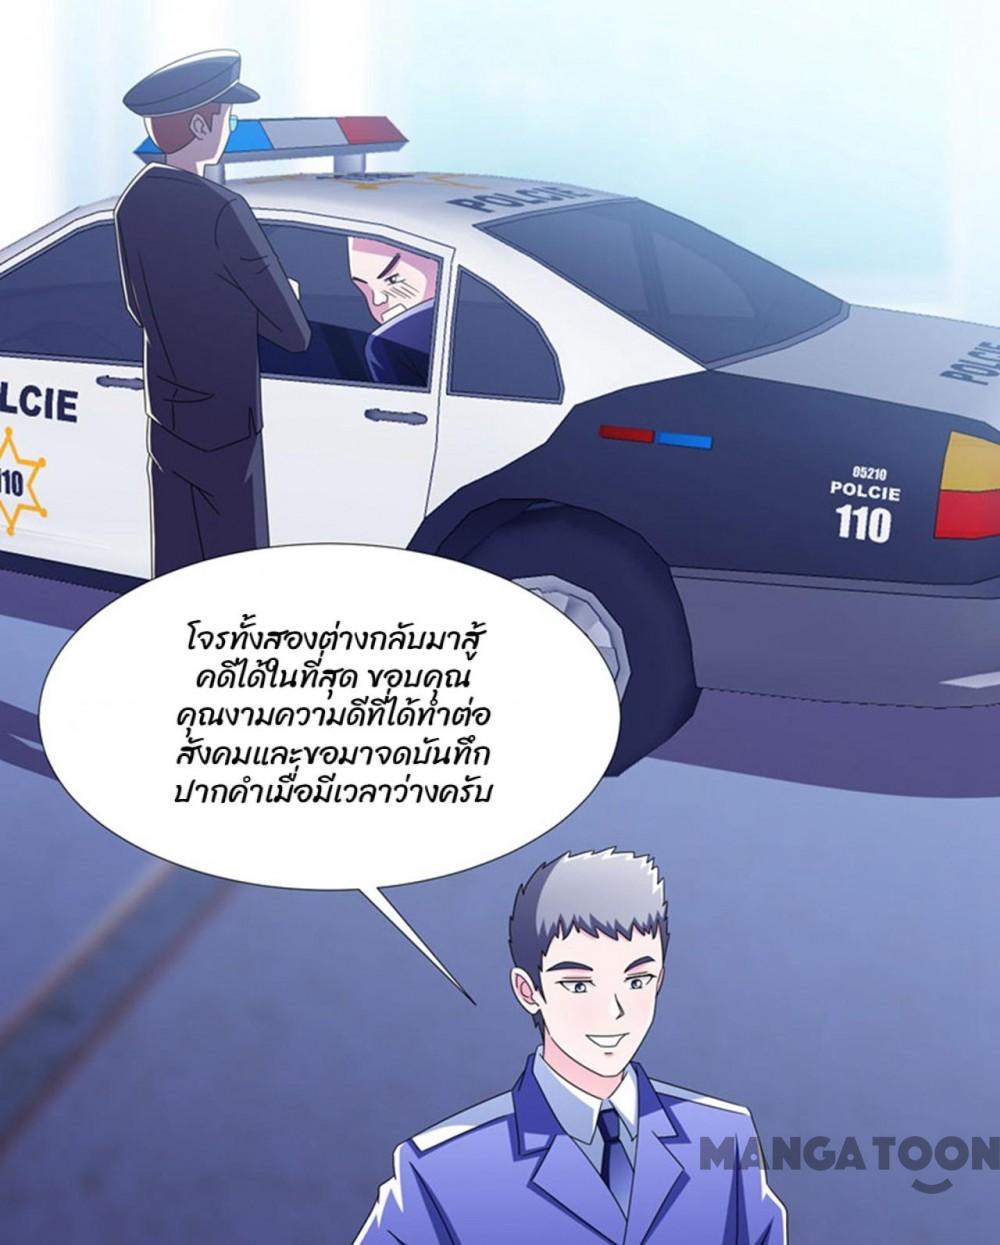 POLCIE
POLCIE
LCIE
110
05210
POLCIE
110
โจรทั้งสองต่างกลับมาสู้
คดีได้ในที่สุด ขอบคุณ
คุณงามความดีที่ได้ทำต่อ
สังคมและขอมาจดบันทึก
ปากคำเมื่อมีเวลาว่างครับ
MANGATOON